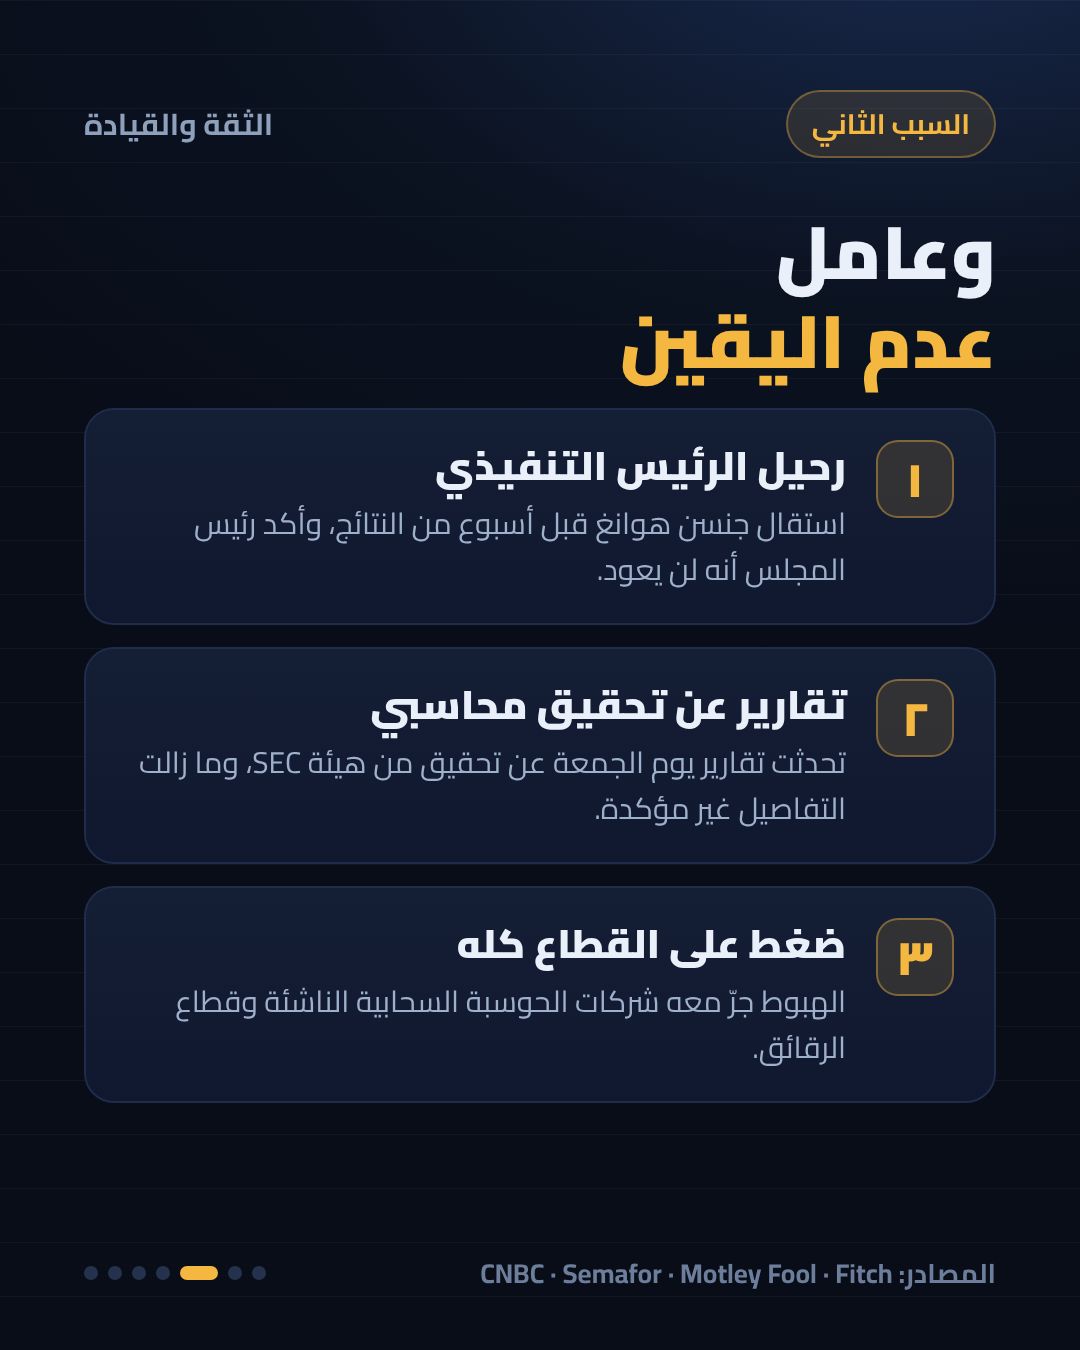 السبب الثاني
الثقة والقيادة
وعامل
عدم اليقين
١
رحيل الرئيس التنفيذي
استقال جنسن هوانغ قبل أسبوع من النتائج، وأكد رئيس
المجلس أنه لن يعود.
٢
تقارير عن تحقيق محاسبي
تحدثت تقارير يوم الجمعة عن تحقيق من هيئة SEC، وما زالت
التفاصيل غير مؤكدة.
٣
ضغط على القطاع كله
الهبوط جرّ معه شركات الحوسبة السحابية الناشئة وقطاع
الرقائق.
المصادر: CNBC · Semafor · Motley Fool · Fitch